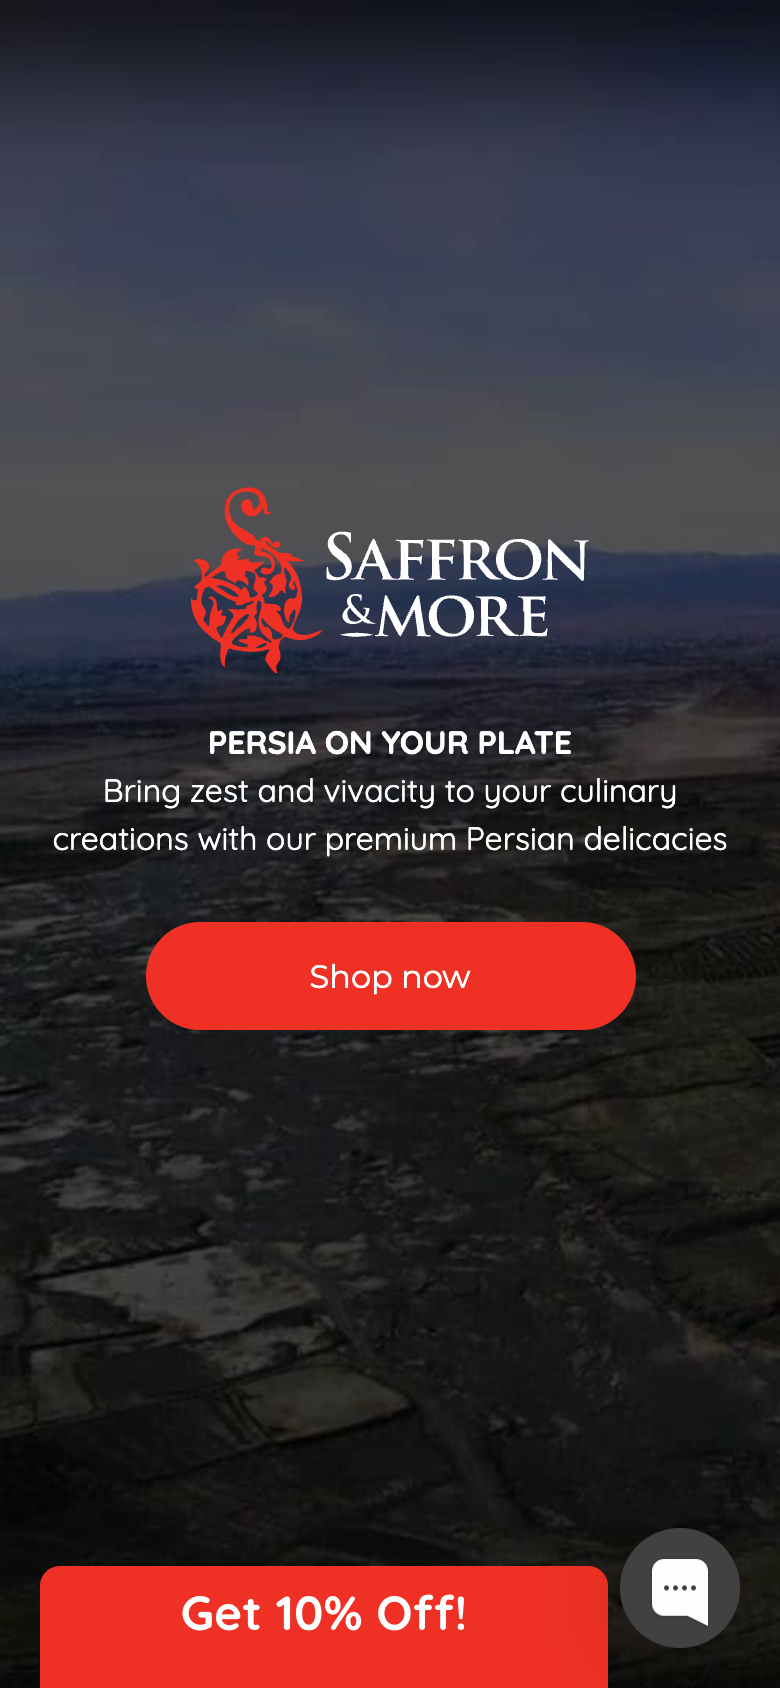 SAFFRON
&MORE
PERSIA ON YOUR PLATE
Bring zest and vivacity to your culinary
creations with our premium Persian delicacies
Shop now
Get 10% Off!